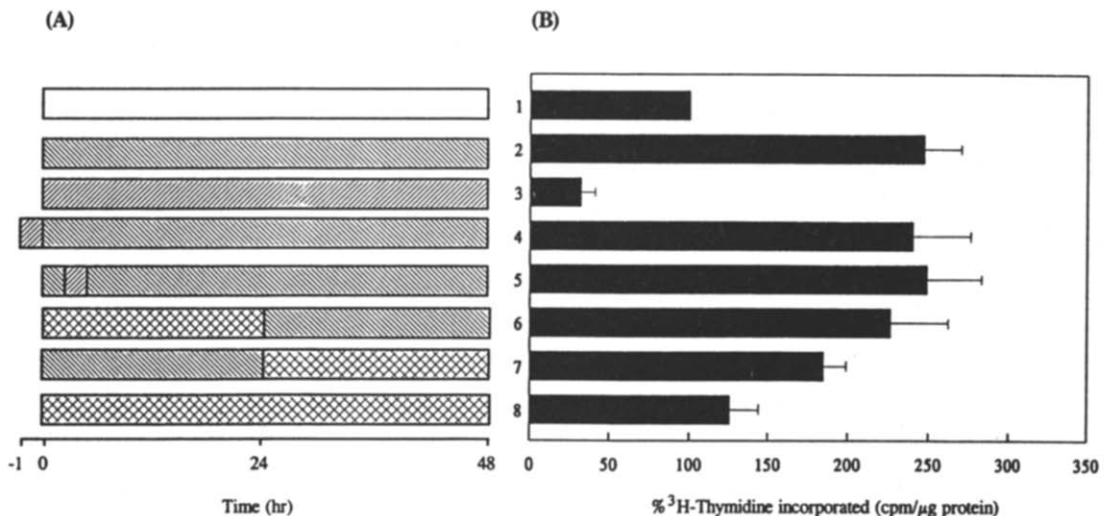 (A)
(B)
1
2
3
4
5
6
7
8
-1 0 24 48
0 50 100 150 200 250 300 350
Time (hr)
% ³H-Thymidine incorporated (cpm/μg protein)